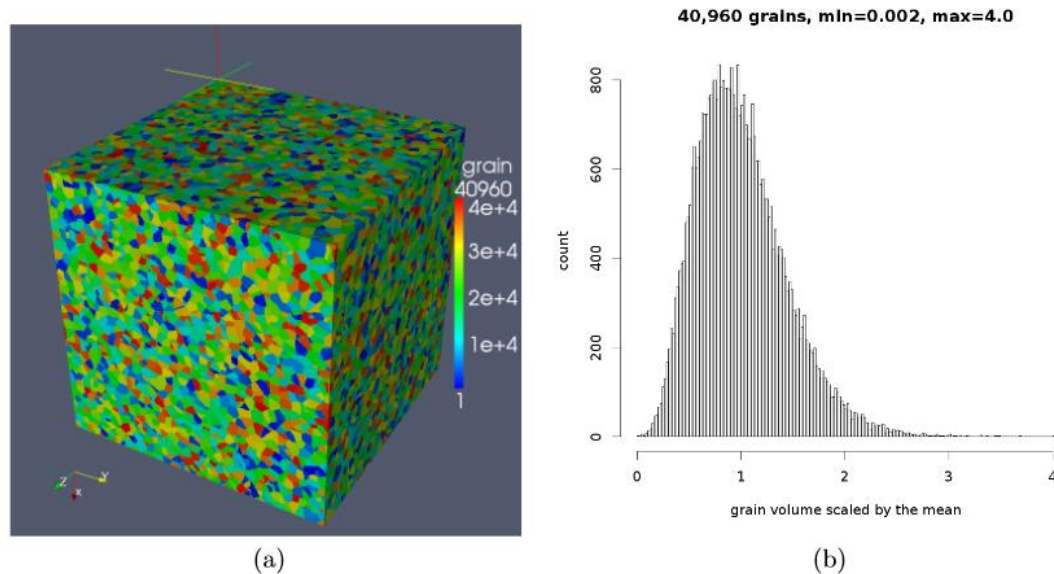 40,960 grains, min=0.002, max=4.0
grain
40960
4e+4
3e+4
2e+4
1e+4
1
Z
Y
x
800
600
400
200
0
count
0 1 2 3 4
grain volume scaled by the mean
(a)
(b)